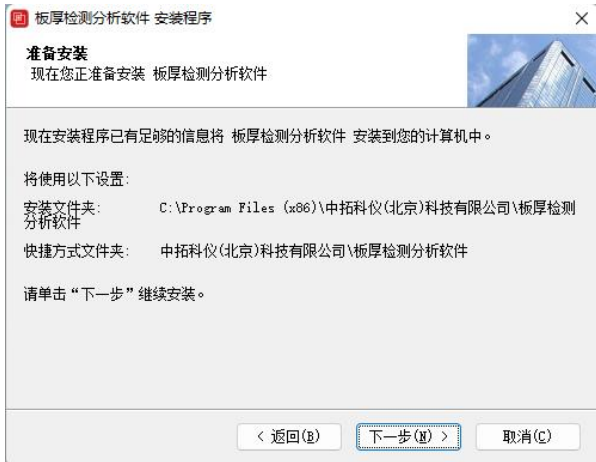 板厚检测分析软件 安装程序
准备安装
现在您正准备安装 板厚检测分析软件
现在安装程序已有足够的信息将 板厚检测分析软件 安装到您的计算机中。
将使用以下设置:
安装文件夹: C:\Program Files (x86)\中拓科仪(北京)科技有限公司\板厚检测
分析软件
快捷方式文件夹: 中拓科仪(北京)科技有限公司\板厚检测分析软件
请单击“下一步”继续安装。
< 返回(B) 下一步(N) > 取消(C)